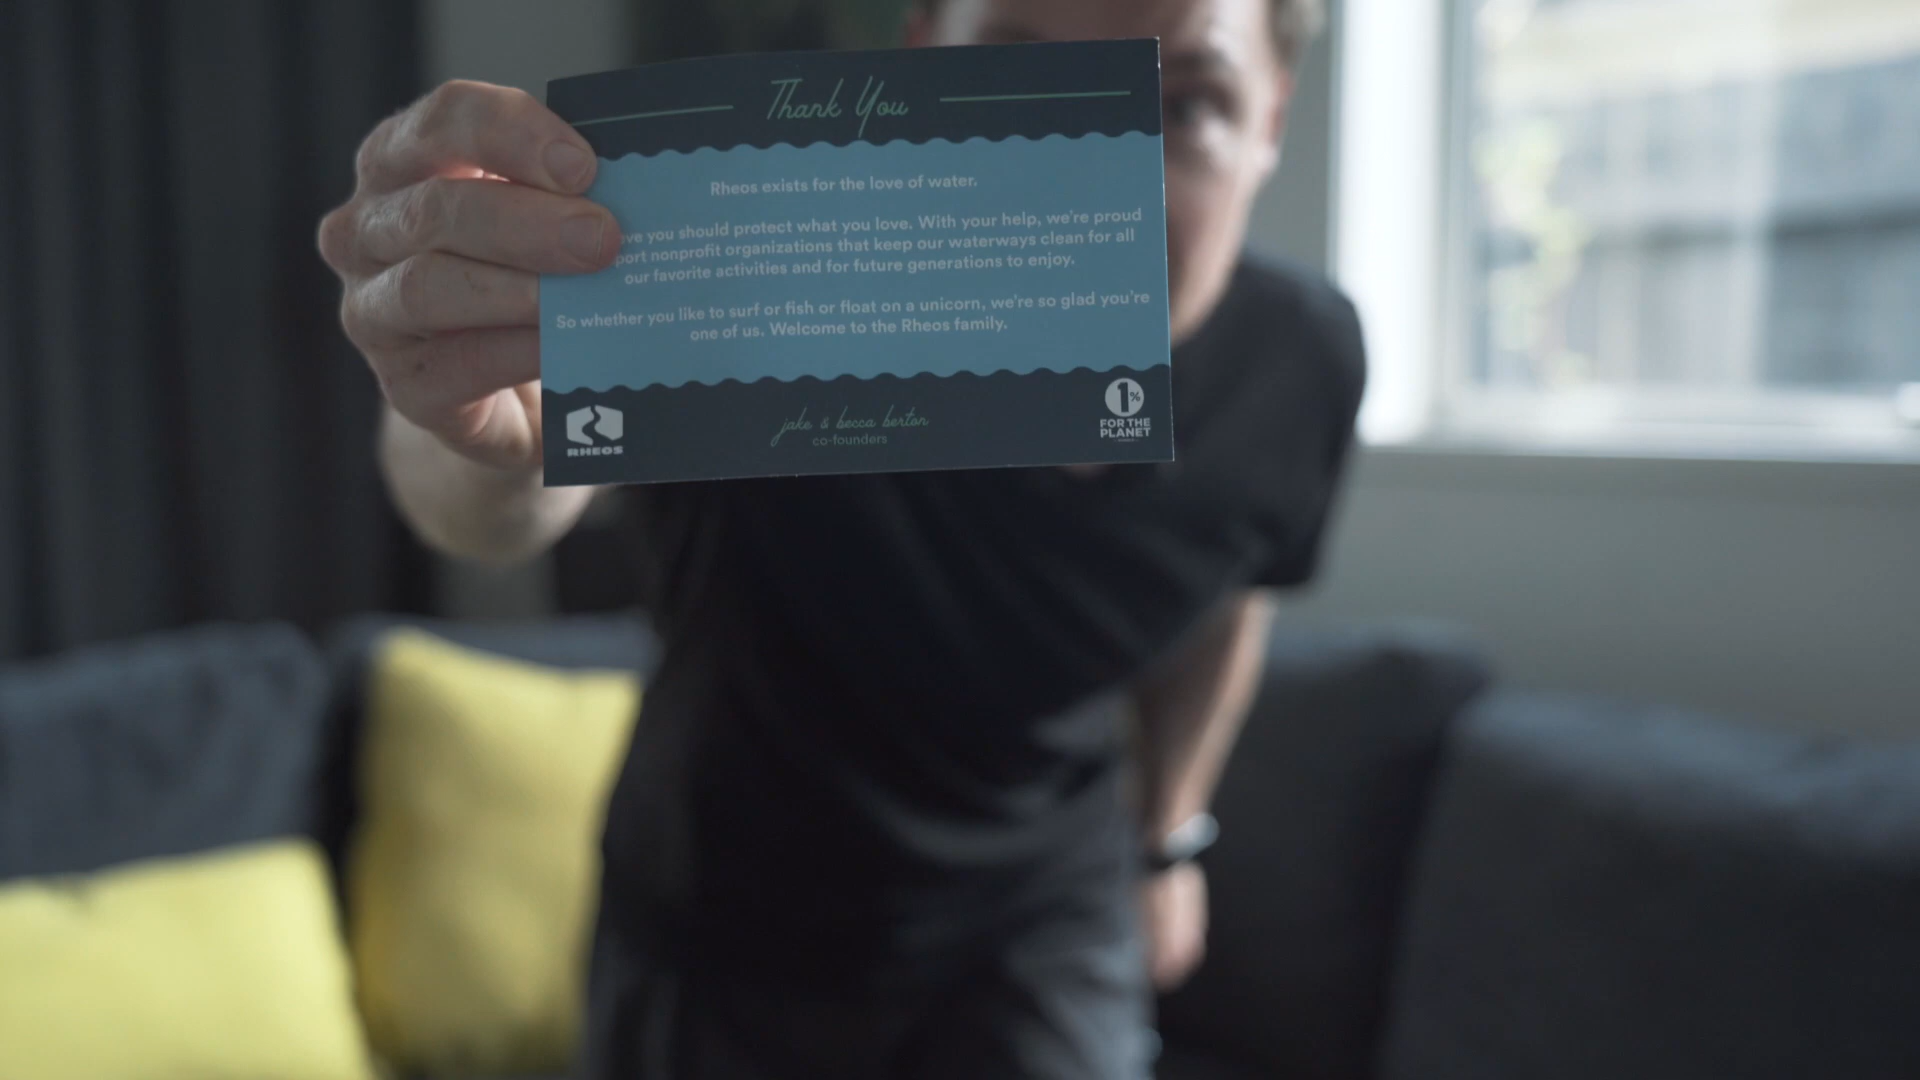 Thank You
Rheos exists for the love of water.
you should protect what you love. With your help, we're proud
nonprofit organizations that keep our waterways clean for all
our favorite activities and for future generations to enjoy.
So whether you like to surf or fish or float on a unicorn, we're so glad you're
one of us. Welcome to the Rheos family.
RHEOS
jake & becca berton
co-founders
1%
FOR THE
PLANET